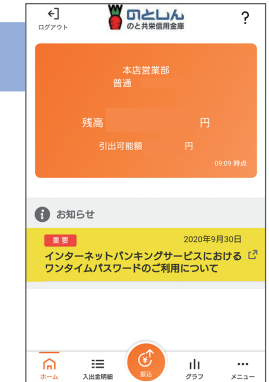 のとしん
ログアウト
のと共栄信用金庫
?
本店営業部
普通
残高 円
引出可能額 円
09:09 時点
お知らせ
重要 2020年9月30日
インターネットバンキングサービスにおける
ワンタイムパスワードのご利用について
ホーム 入出金明細 振込 グラフ メニュー